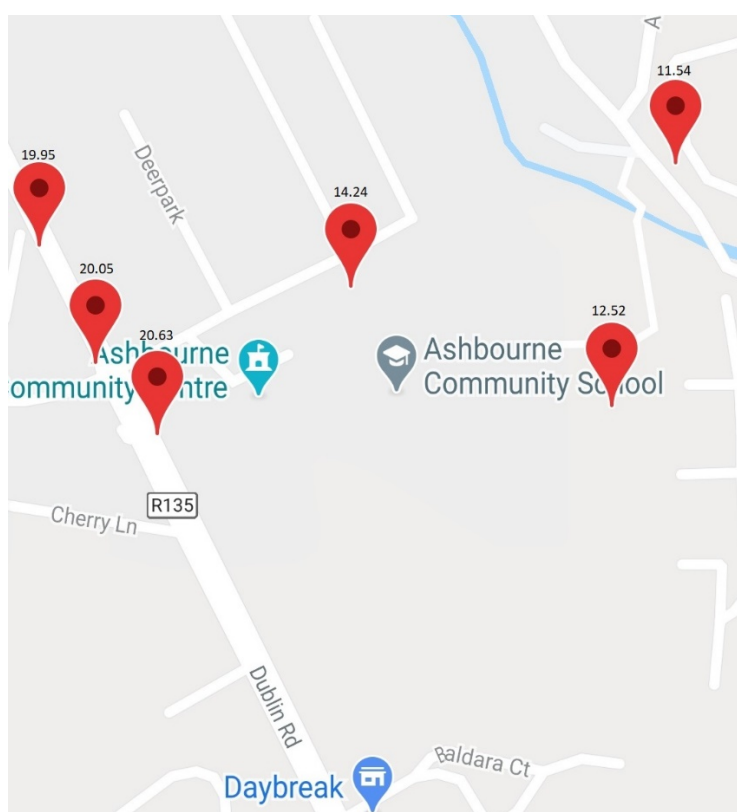 A
11.54
Deerpark
19.95
14.24
20.05
12.52
20.63
Ashbourne
Community Centre
Ashbourne
Community School
R135
Cherry Ln
Dublin Rd
Baldara Ct
Daybreak